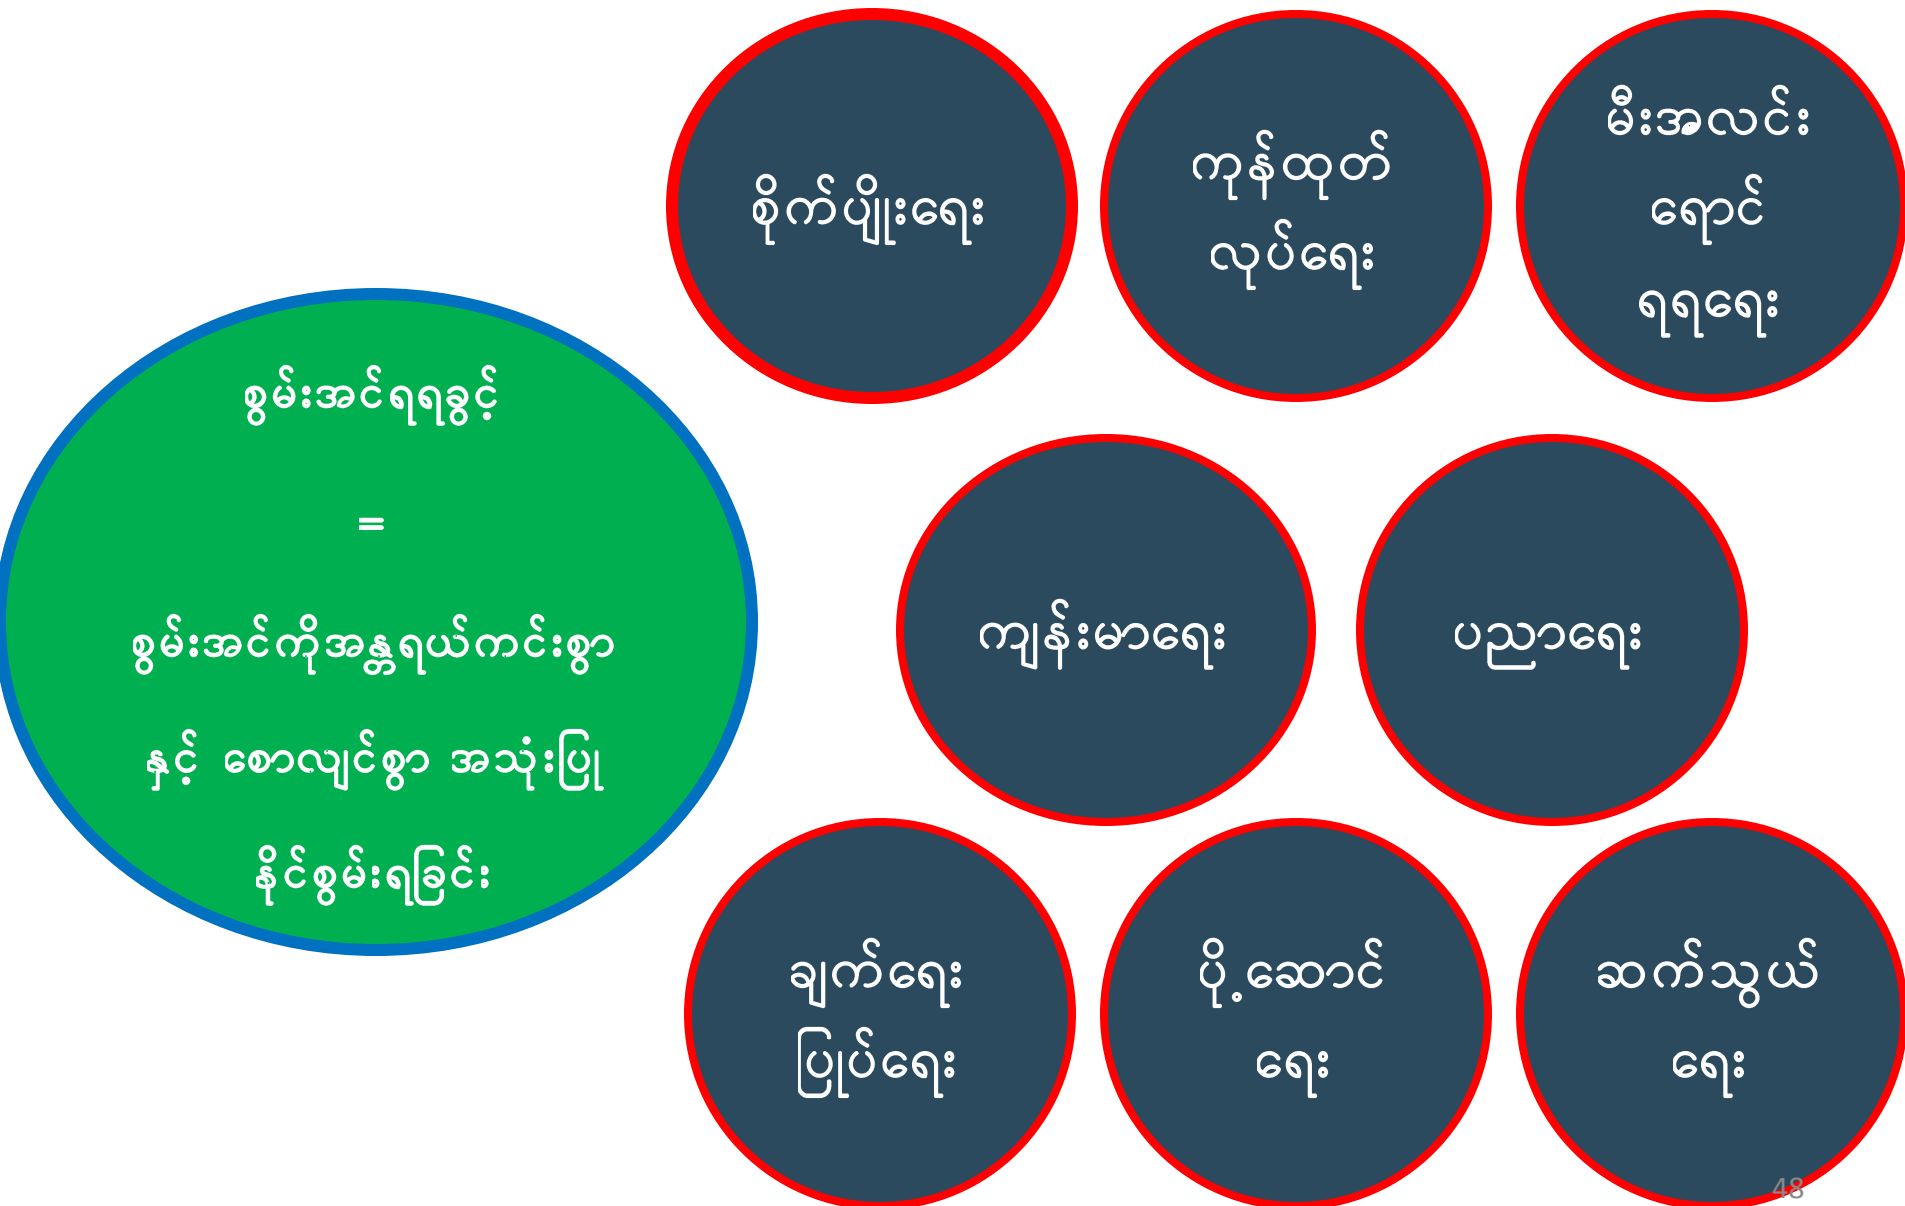 စွမ်းအင်ရရခွင့်
=
စွမ်းအင်ကိုအန္တရယ်ကင်းစွာ
နှင့် စောလျင်စွာ အသုံးပြု
နိုင်စွမ်းရခြင်း
စိုက်ပျိုးရေး
ကုန်ထုတ်
လုပ်ရေး
မီးအလင်း
ရောင်
ရရရေး
ကျန်းမာရေး
ပညာရေး
ချက်ရေး
ပြုပ်ရေး
ပို့ဆောင်
ရေး
ဆက်သွယ်
ရေး
48